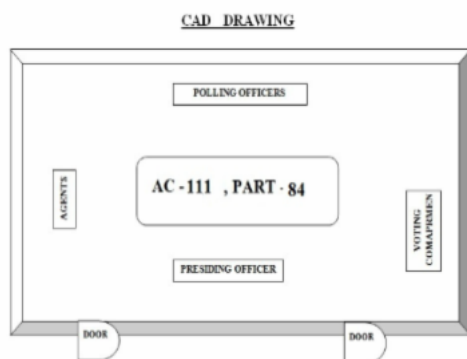 CAD DRAWING
POLLING OFFICERS
AGENTS
AC -111 , PART - 84
VOTING
COMAPRMEN
PRESIDING OFFICER
DOOR
DOOR